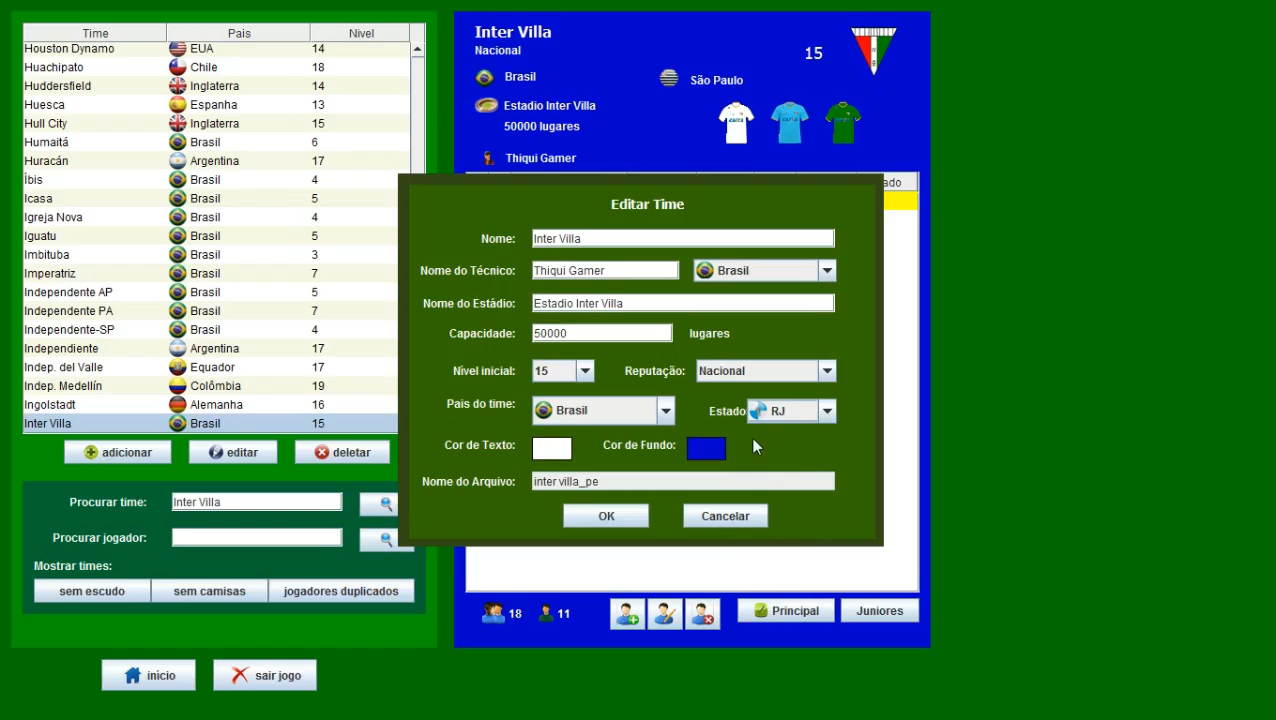 Time Pais Nivel
Houston Dynamo EUA 14
Huachipato Chile 18
Huddersfield Inglaterra 14
Huesca Espanha 13
Hull City Inglaterra 15
Humaitá Brasil 6
Huracán Argentina 17
Íbis Brasil 4
Icasa Brasil 5
Igreja Nova Brasil 4
Iguatu Brasil 5
Imbituba Brasil 3
Imperatriz Brasil 7
Independente AP Brasil 5
Independente PA Brasil 7
Independente-SP Brasil 4
Independiente Argentina 17
Indep. del Valle Equador 17
Indep. Medellín Colômbia 19
Ingolstadt Alemanha 16
Inter Villa Brasil 15
adicionar editar deletar
Procurar time: Inter Villa
Procurar jogador:
Mostrar times:
sem escudo sem camisas jogadores duplicados
início sair jogo
Inter Villa
Nacional
15
Brasil São Paulo
Estadio Inter Villa
50000 lugares
CAIXA CAIXA CAIXA
Thiqui Gamer
ado
Editar Time
Nome: Inter Villa
Nome do Técnico: Thiqui Gamer Brasil
Nome do Estádio: Estadio Inter Villa
Capacidade: 50000 lugares
Nível inicial: 15 Reputação: Nacional
Pais do time: Brasil Estado RJ
Cor de Texto: Cor de Fundo:
Nome do Arquivo: inter villa_pe
OK Cancelar
18 11 Principal Juniores